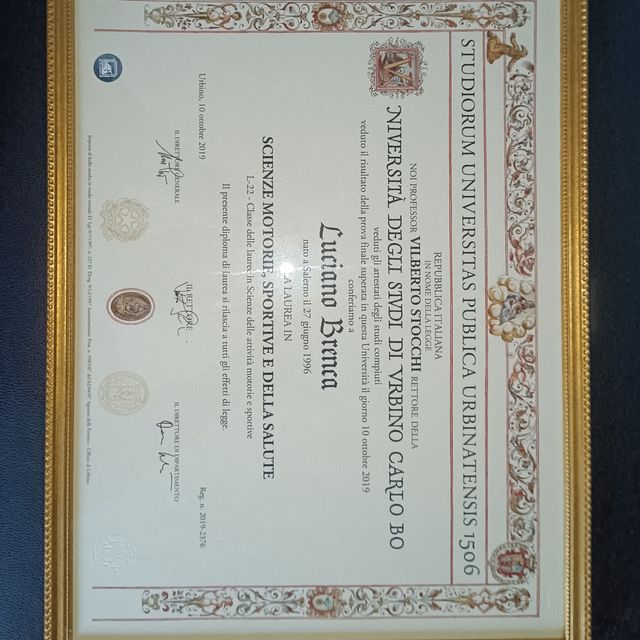 STUDIORUM UNIVERSITAS PUBLICA URBINATENSIS 1506
REPUBBLICA ITALIANA
IN NOME DELLA LEGGE
NOI PROFESSOR VILBERTO STOCCHI RETTORE DELLA
VNIVERSITÀ DEGLI STVDI DI VRBINO CARLO BO
veduti gli attestati degli studi compiuti
veduto il risultato della prova finale superata in questa Università il giorno 10 ottobre 2019
conferiamo a
Luciano Brenca
nato a Salerno il 27 giugno 1996
LA LAUREA IN
SCIENZE MOTORIE, SPORTIVE E DELLA SALUTE
L-22 - Classe delle lauree in Scienze delle attività motorie e sportive
Il presente diploma di laurea si rilascia a tutti gli effetti di legge.
Urbino, 10 ottobre 2019
Reg. n. 2019-2376
IL DIRETTORE GENERALE
IL RETTORE
IL DIRETTORE DI DIPARTIMENTO